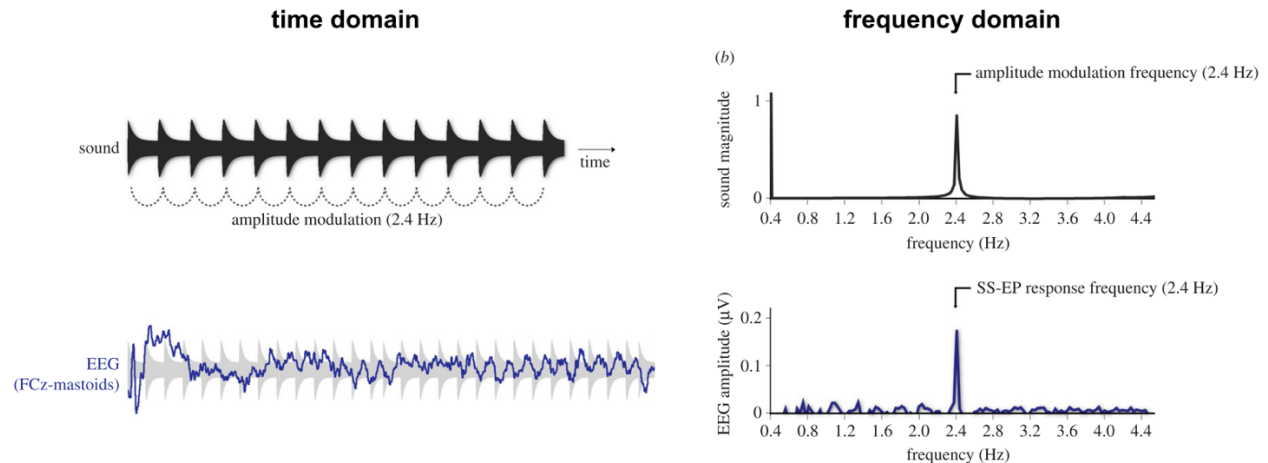 time domain
sound
time
amplitude modulation (2.4 Hz)
EEG
(FCz-mastoids)
frequency domain
(b)
amplitude modulation frequency (2.4 Hz)
sound magnitude
1
0
0.4 0.8 1.2 1.6 2.0 2.4 2.8 3.2 3.6 4.0 4.4
frequency (Hz)
SS-EP response frequency (2.4 Hz)
EEG amplitude (µV)
0.2
0.1
0
0.4 0.8 1.2 1.6 2.0 2.4 2.8 3.2 3.6 4.0 4.4
frequency (Hz)